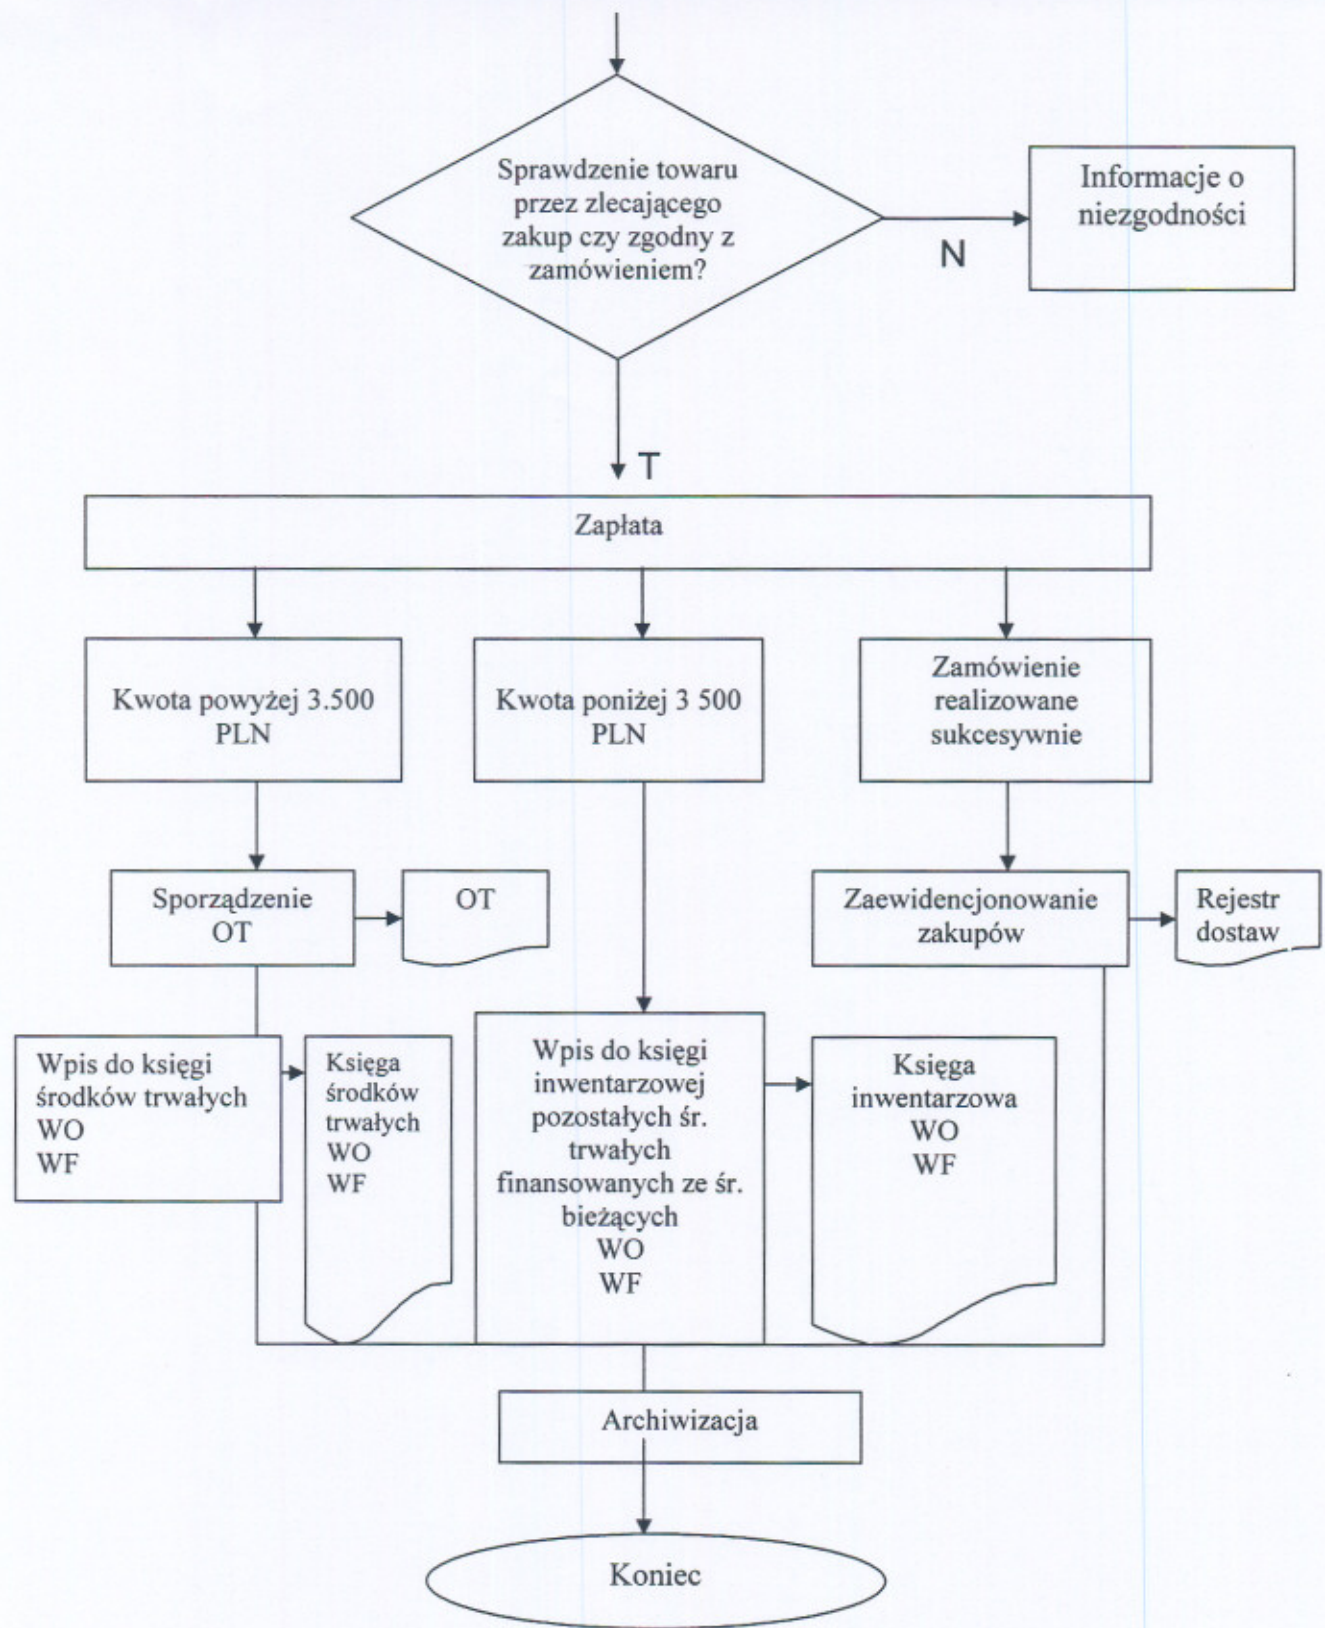 Sprawdzenie towaru
przez zlecającego
zakup czy zgodny z
zamówieniem?
Informacje o
niezgodności
N
T
Zapłata
Kwota powyżej 3.500
PLN
Kwota poniżej 3 500
PLN
Zamówienie
realizowane
sukcesywnie
Sporządzenie
OT
OT
Zaewidencjonowanie
zakupów
Rejestr
dostaw
Wpis do księgi
środków trwałych
WO
WF
Księga
środków
trwałych
WO
WF
Wpis do księgi
inwentarzowej
pozostałych śr.
trwałych
finansowanych ze śr.
bieżących
WO
WF
Księga
inwentarzowa
WO
WF
Archiwizacja
Koniec